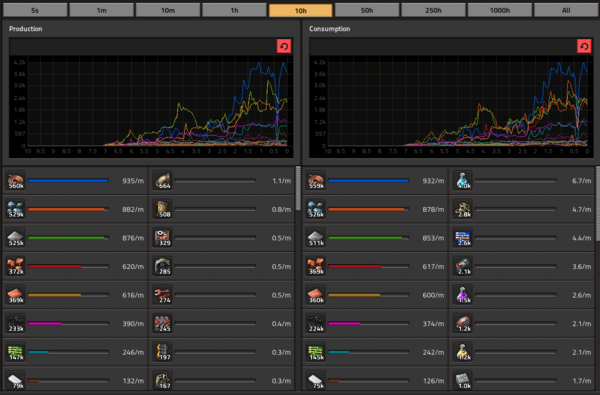 5s 1m 10m 1h 10h 50h 250h 1000h All
Production
4.2k
3.6k
3.0k
2.4k
1.8k
1.2k
597
0
10 9.5 9 8.5 8 7.5 7 6.5 6 5.5 5 4.5 4 3.5 3 2.5 2 1.5 1 0.5 0
560k 935/m 664 1.1/m
529k 882/m 508 0.8/m
525k 876/m 329 0.5/m
372k 620/m 285 0.5/m
369k 616/m 274 0.5/m
233k 390/m 245 0.4/m
147k 246/m 197 0.3/m
79k 132/m 167 0.3/m
Consumption
4.2k
3.6k
3.0k
2.4k
1.8k
1.2k
597
0
10 9.5 9 8.5 8 7.5 7 6.5 6 5.5 5 4.5 4 3.5 3 2.5 2 1.5 1 0.5 0
559k 932/m 6.7/m
526k 878/m 2.8k 4.7/m
511k 853/m 2.6k 4.4/m
369k 617/m 2.1k 3.6/m
360k 600/m 1.5k 2.6/m
224k 374/m 1.2k 2.1/m
145k 242/m 1.2k 2.1/m
75k 126/m 1.0k 1.7/m